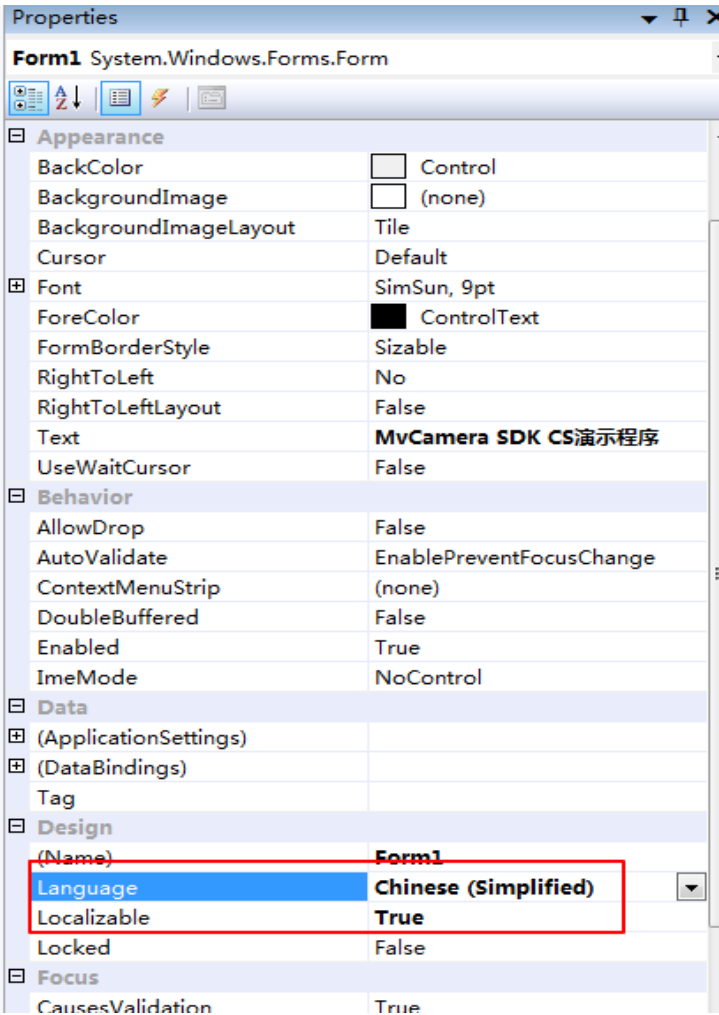 Properties
Form1 System.Windows.Forms.Form
Appearance
BackColor Control
BackgroundImage (none)
BackgroundImageLayout Tile
Cursor Default
Font SimSun, 9pt
ForeColor ControlText
FormBorderStyle Sizable
RightToLeft No
RightToLeftLayout False
Text MvCamera SDK CS演示程序
UseWaitCursor False
Behavior
AllowDrop False
AutoValidate EnablePreventFocusChange
ContextMenuStrip (none)
DoubleBuffered False
Enabled True
ImeMode NoControl
Data
(ApplicationSettings)
(DataBindings)
Tag
Design
(Name) Form1
Language Chinese (Simplified)
Localizable True
Locked False
Focus
CausesValidation True